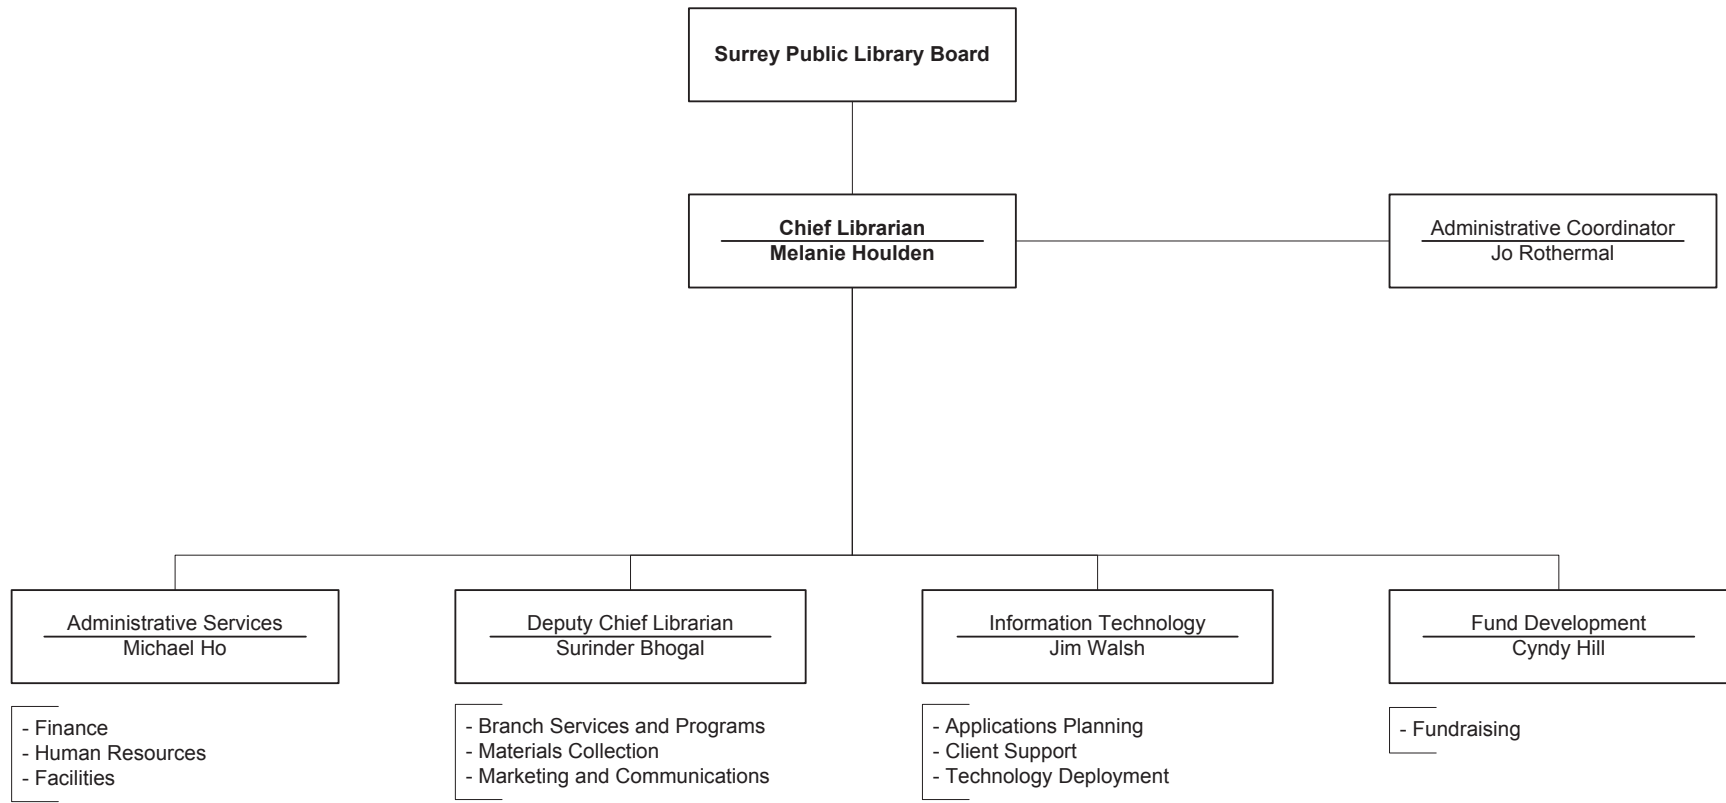 Surrey Public Library Board
Chief Librarian
Melanie Houlden
Administrative Coordinator
Jo Rothermal
Administrative Services
Michael Ho
Deputy Chief Librarian
Surinder Bhogal
Information Technology
Jim Walsh
Fund Development
Cyndy Hill
- Finance
- Human Resources
- Facilities
- Branch Services and Programs
- Materials Collection
- Marketing and Communications
- Applications Planning
- Client Support
- Technology Deployment
- Fundraising